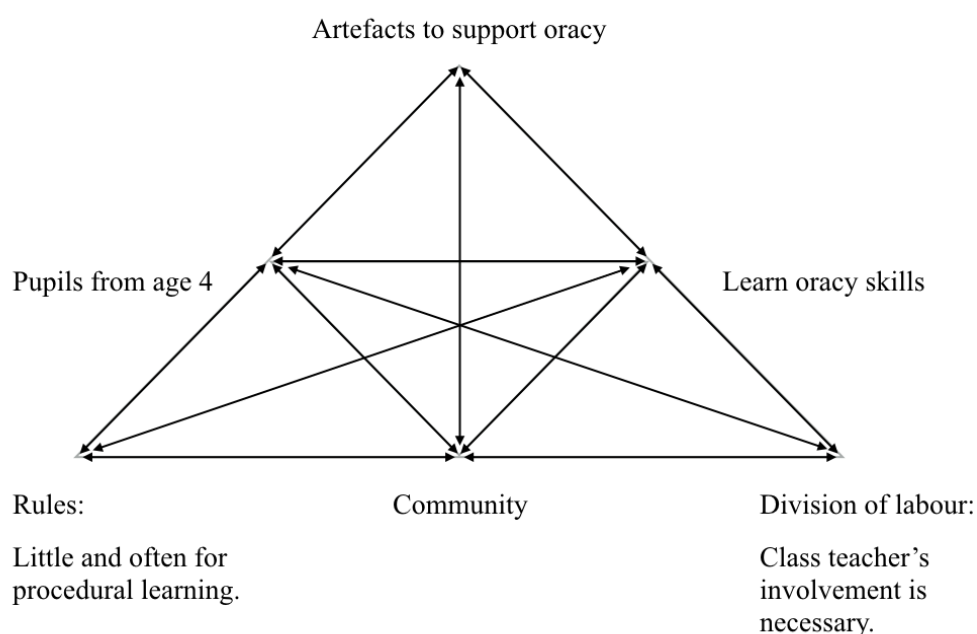 Artefacts to support oracy
Pupils from age 4
Learn oracy skills
Rules:
Community
Division of labour:
Little and often for
procedural learning.
Class teacher’s
involvement is
necessary.